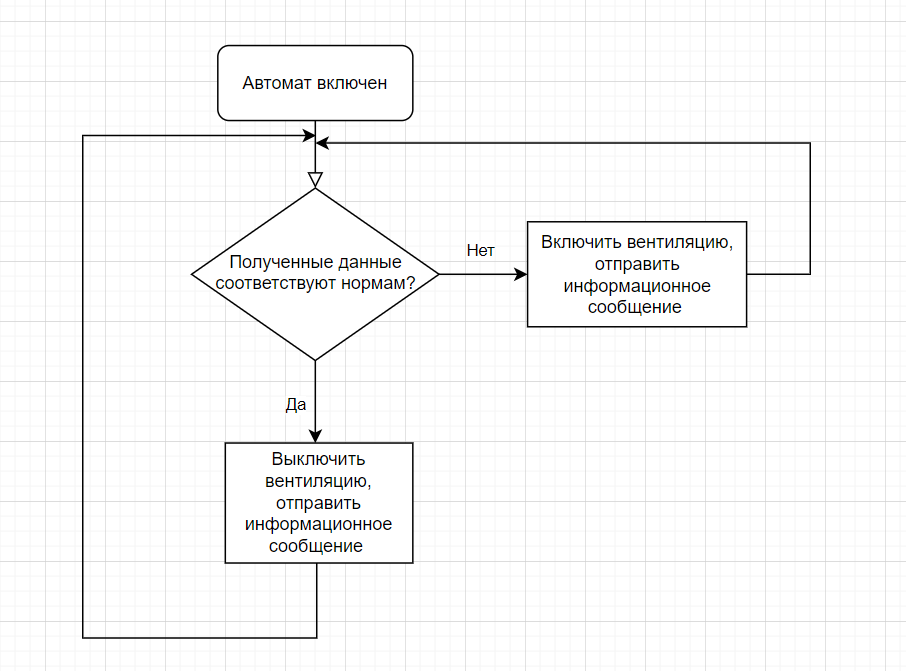 Автомат включен
Полученные данные
соответствуют нормам?
Нет
Включить вентиляцию,
отправить
информационное
сообщение
Да
Выключить
вентиляцию,
отправить
информационное
сообщение